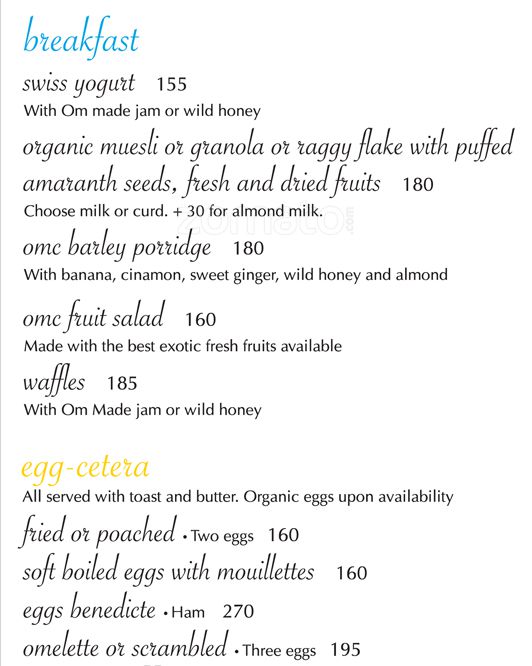 breakfast
swiss yogurt 155
With Om made jam or wild honey
organic muesli or granola or raggy flake with puffed
amaranth seeds, fresh and dried fruits 180
Choose milk or curd. + 30 for almond milk.
zomato.com
omc barley porridge 180
With banana, cinamon, sweet ginger, wild honey and almond
omc fruit salad 160
Made with the best exotic fresh fruits available
waffles 185
With Om Made jam or wild honey
egg-cetera
All served with toast and butter. Organic eggs upon availability
fried or poached • Two eggs 160
soft boiled eggs with mouillettes 160
eggs benedicte • Ham 270
omelette or scrambled • Three eggs 195